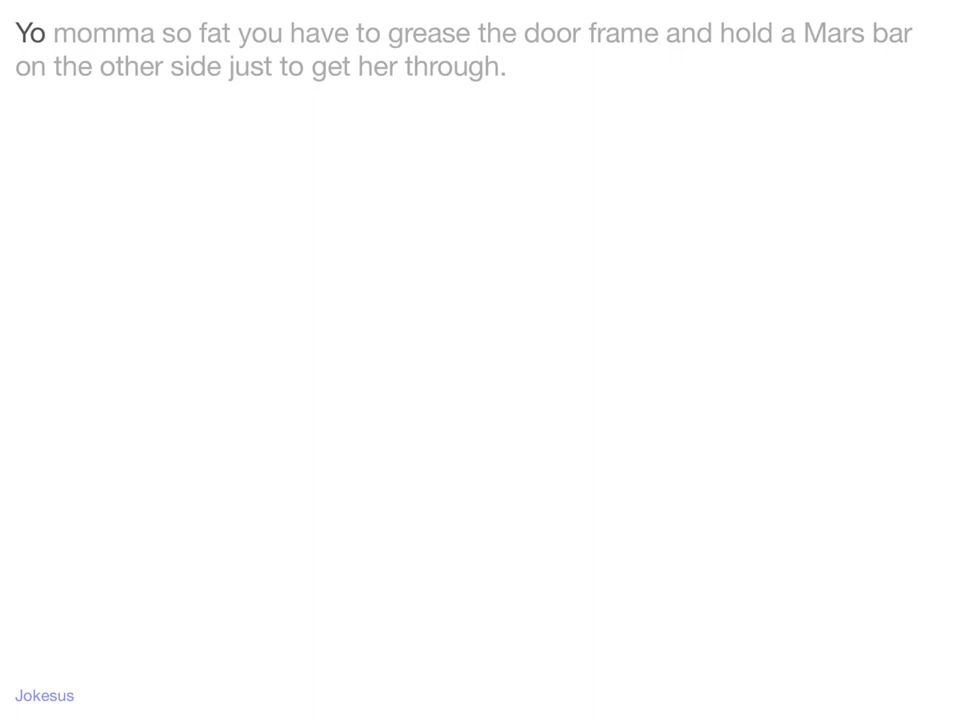 Yo momma so fat you have to grease the door frame and hold a Mars bar
on the other side just to get her through.
Jokesus